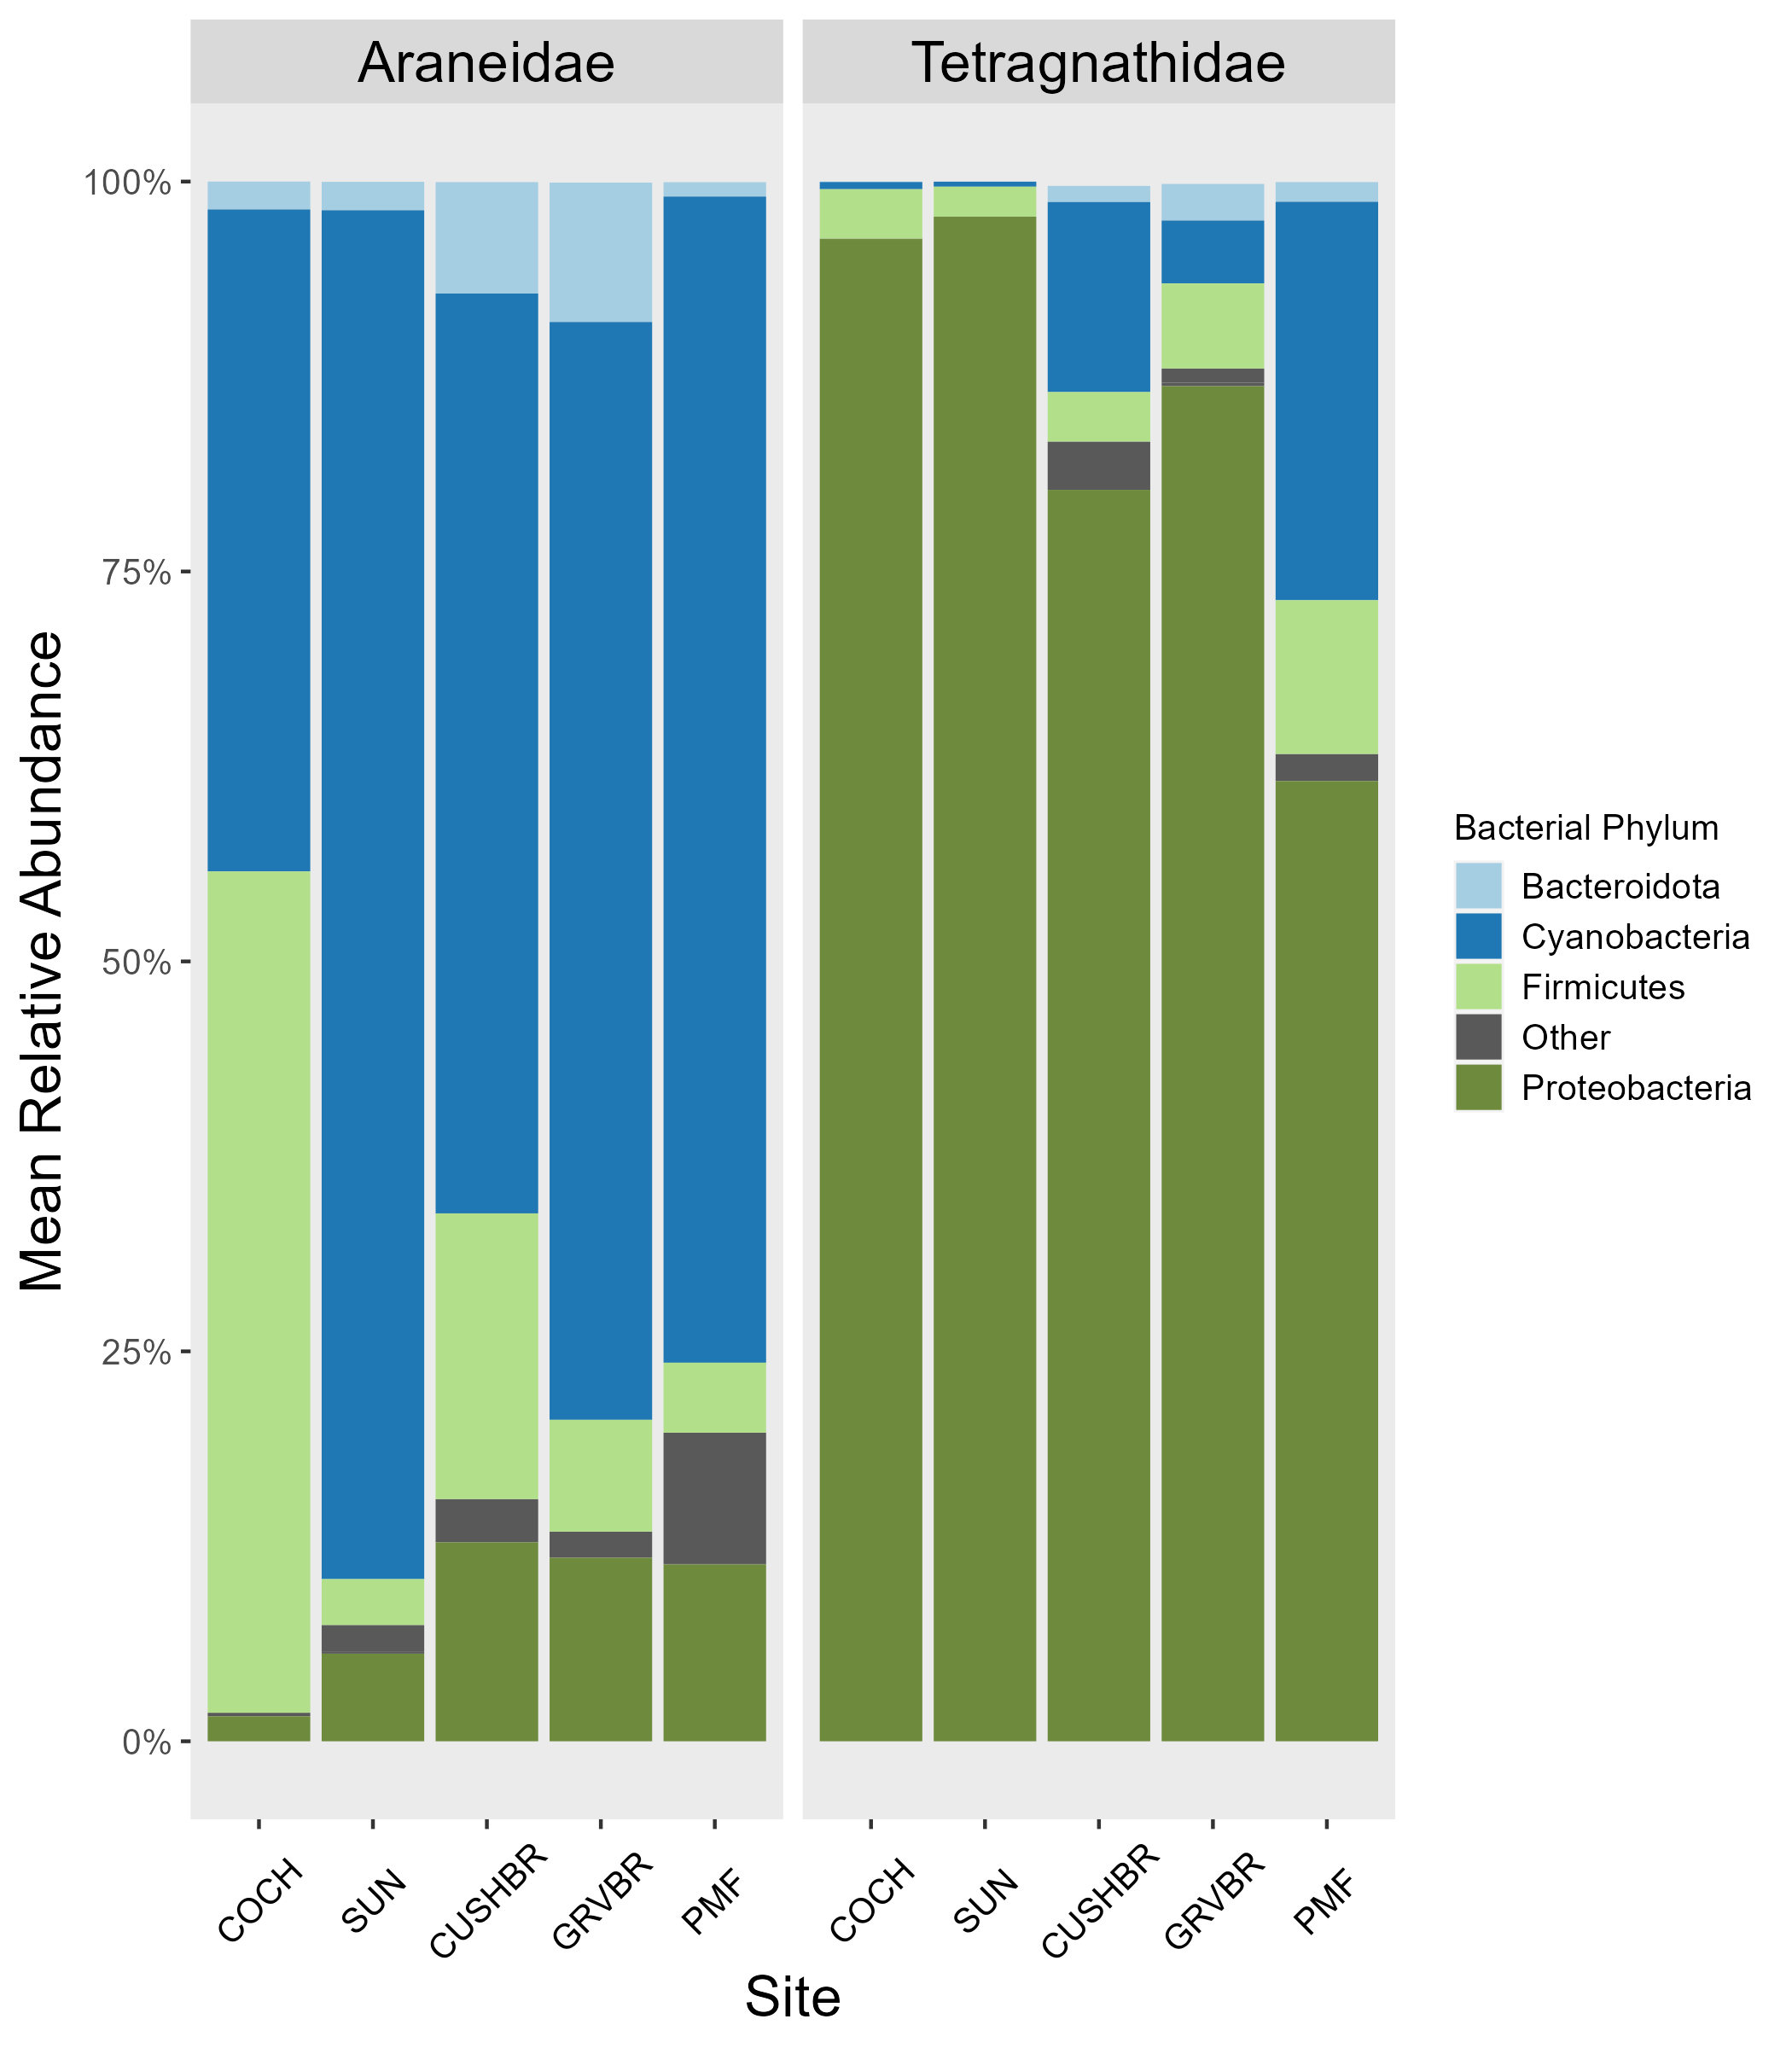 Araneidae
Tetragnathidae
100%
75%
50%
25%
0%
Mean Relative Abundance
COCH
SUN
CUSHBR
GRVBR
PMF
COCH
SUN
CUSHBR
GRVBR
PMF
Site
Bacterial Phylum
Bacteroidota
Cyanobacteria
Firmicutes
Other
Proteobacteria